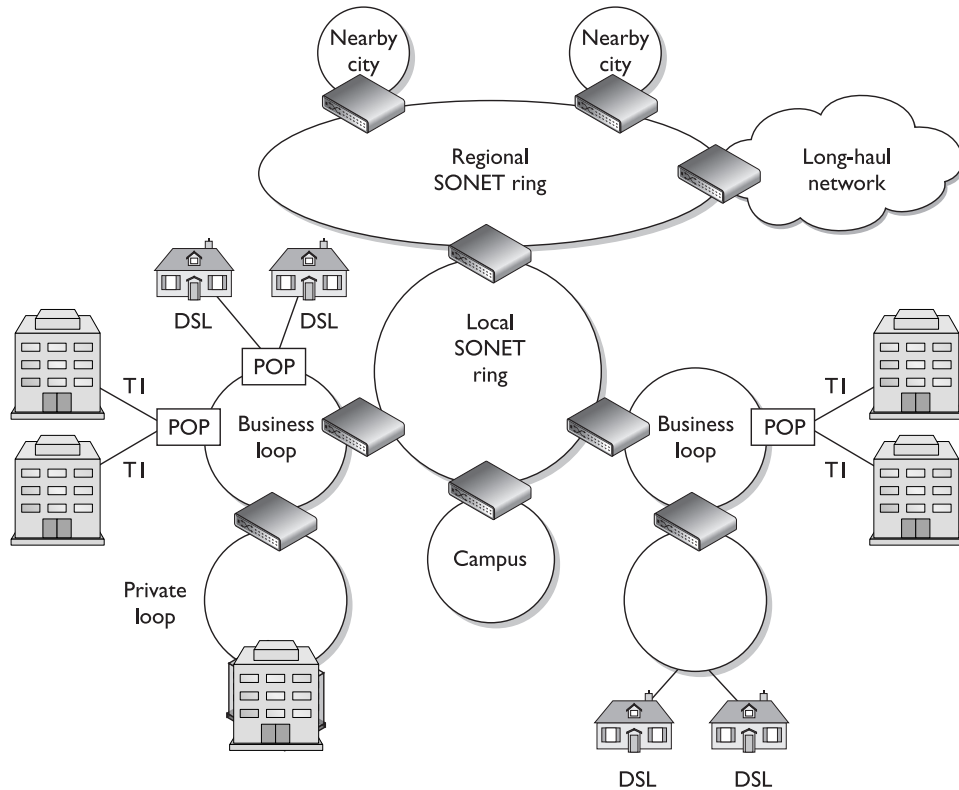 Nearby
city
Nearby
city
Regional
SONET ring
Long-haul
network
DSL
DSL
Local
SONET
ring
POP
T1
T1
POP
Business
loop
Business
loop
POP
T1
T1
Campus
Private
loop
DSL
DSL